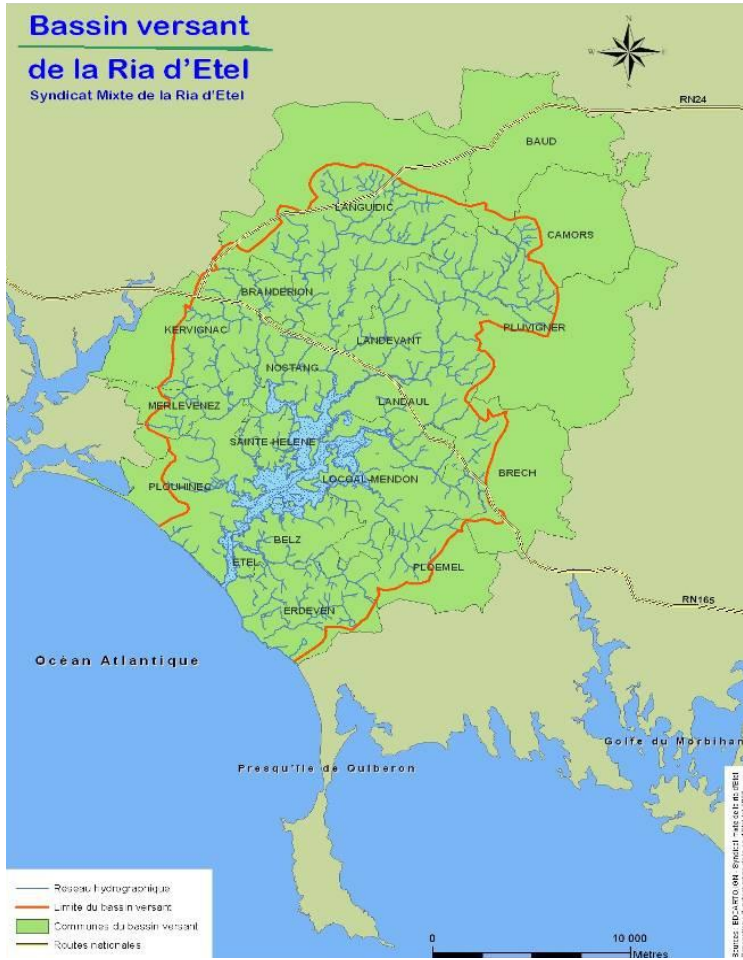 Bassin versant
de la Ria d'Etel
Syndicat Mixte de la Ria d'Etel
N
W E
S
RN24
BAUD
LANGUIDIC
CAMORS
BRANDERION
KERVIGNAC
PLUVIGNER
LANDEVANT
NOSTANG
MERLEVENEZ
LANDAUL
SAINTE-HELENE
BRECH
PLOUHINEC
LOCOAL-MENDON
BELZ
ETEL
PLOEMEL
ERDEVEN
RN165
Océan Atlantique
Golfe du Morbihan
Presqu'île de Quiberon
Réseau hydrographique
Limite du bassin versant
Communes du bassin versant
Routes nationales
0 10 000
Mètres